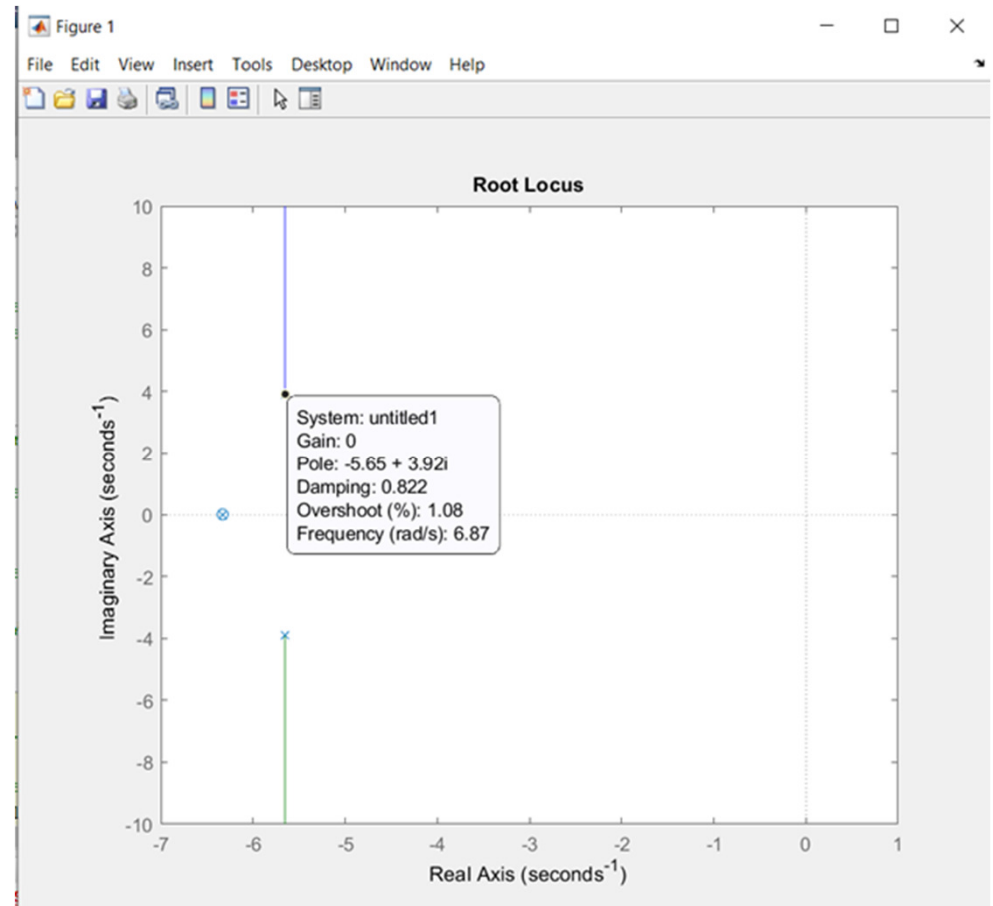 Figure 1
File Edit View Insert Tools Desktop Window Help
Root Locus
10
8
6
4
2
0
-2
-4
-6
-8
-10
Imaginary Axis (seconds-1)
System: untitled1
Gain: 0
Pole: -5.65 + 3.92i
Damping: 0.822
Overshoot (%): 1.08
Frequency (rad/s): 6.87
-7 -6 -5 -4 -3 -2 -1 0 1
Real Axis (seconds-1)